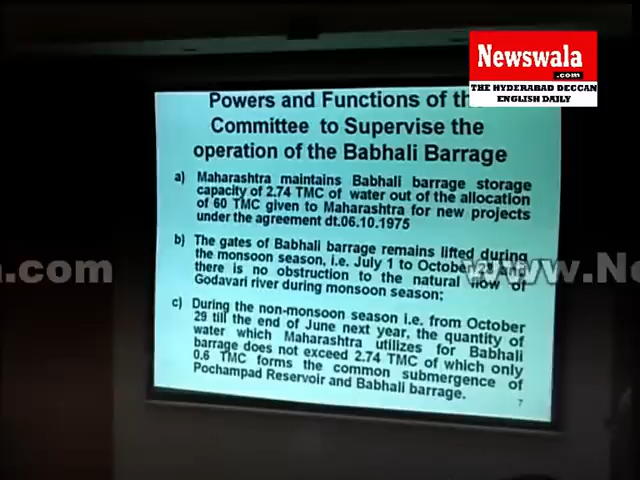 Newswala
.com
THE HYDERABAD DECCAN
ENGLISH DAILY
Powers and Functions of
Committee to Supervise the
operation of the Babhali Barrage
a) Maharashtra maintains Babhali barrage storage
capacity of 2.74 TMC of water out of the allocation
of 60 TMC given to Maharashtra for new projects
under the agreement dt.06.10.1975
b) The gates of Babhali barrage remains lifted during
the monsoon season, i.e. July 1 to October and
there is no obstruction to the natural flow of
Godavari river during monsoon season;
c) During the non-monsoon season i.e. from October
29 till the end of June next year, the quantity of
water which Maharashtra utilizes for Babhali
barrage does not exceed 2.74 TMC of which only
0.6 TMC forms the common submergence of
Pochampad Reservoir and Babhali barrage.
7
a.com
www.Ne